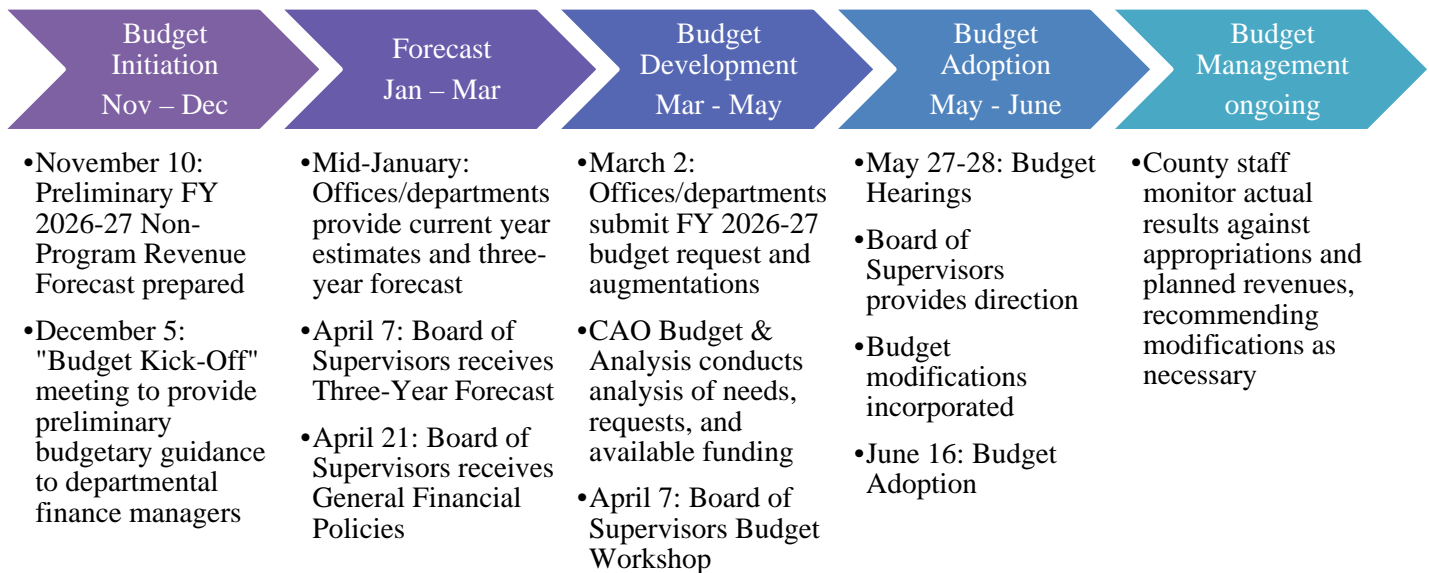 Budget
Initiation
Nov – Dec
•November 10:
Preliminary FY
2026-27 Non-
Program Revenue
Forecast prepared
•December 5:
"Budget Kick-Off"
meeting to provide
preliminary
budgetary guidance
to departmental
finance managers
Forecast
Jan – Mar
•Mid-January:
Offices/departments
provide current year
estimates and three-
year forecast
•April 7: Board of
Supervisors receives
Three-Year Forecast
•April 21: Board of
Supervisors receives
General Financial
Policies
Budget
Development
Mar - May
•March 2:
Offices/departments
submit FY 2026-27
budget request and
augmentations
•CAO Budget &
Analysis conducts
analysis of needs,
requests, and
available funding
•April 7: Board of
Supervisors Budget
Workshop
Budget
Adoption
May - June
•May 27-28: Budget
Hearings
•Board of
Supervisors
provides direction
•Budget
modifications
incorporated
•June 16: Budget
Adoption
Budget
Management
ongoing
•County staff
monitor actual
results against
appropriations and
planned revenues,
recommending
modifications as
necessary